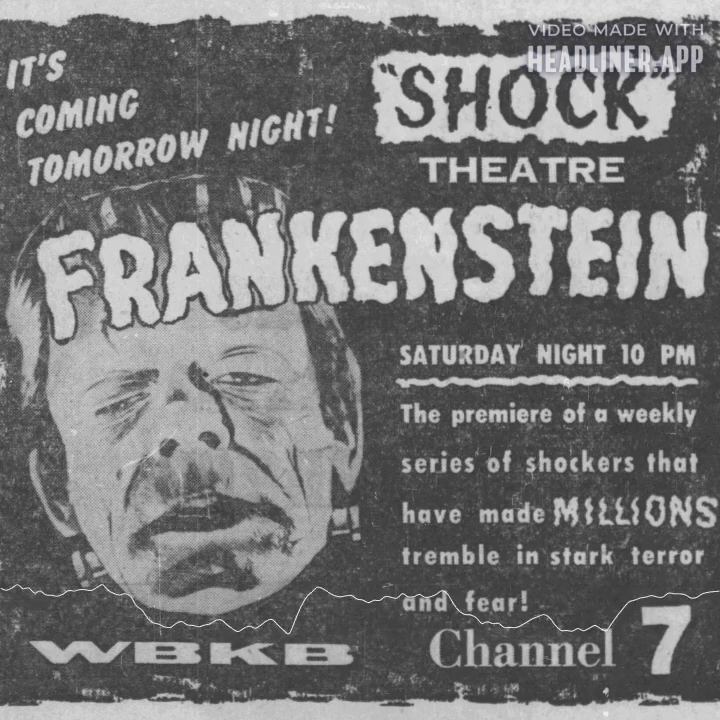 VIDEO MADE WITH
HEADLINER.APP
IT'S
COMING
TOMORROW NIGHT!
"SHOCK"
THEATRE
FRANKENSTEIN
SATURDAY NIGHT 10 PM
The premiere of a weekly
series of shockers that
have made MILLIONS
tremble in stark terror
and fear!
WBKB
Channel 7